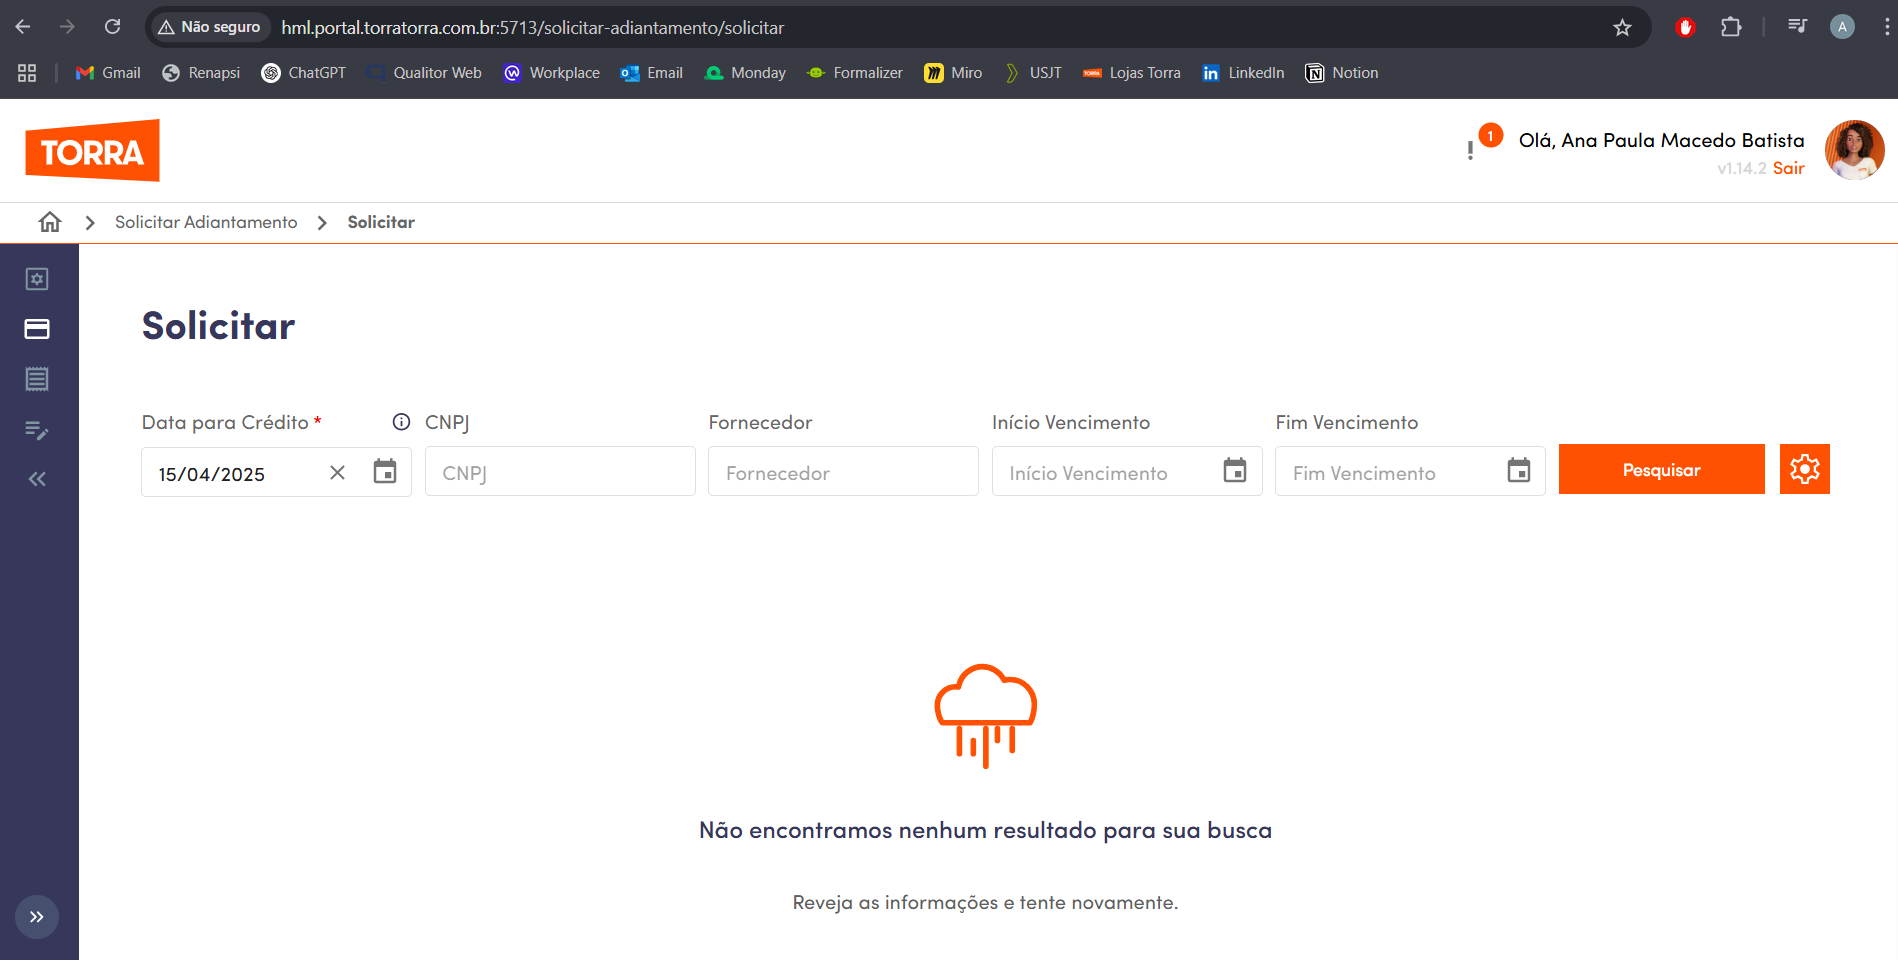 Não seguro
hml.portal.torratorra.com.br:5713/solicitar-adiantamento/solicitar
A
Gmail
Renapsi
ChatGPT
Qualitor Web
Workplace
Email
Monday
Formalizer
Miro
USJT
Lojas Torra
LinkedIn
Notion
TORRA
1
Olá, Ana Paula Macedo Batista
v1.14.2 Sair
Solicitar Adiantamento
Solicitar
Solicitar
Data para Crédito *
CNPJ
Fornecedor
Início Vencimento
Fim Vencimento
15/04/2025
CNPJ
Fornecedor
Início Vencimento
Fim Vencimento
Pesquisar
Não encontramos nenhum resultado para sua busca
Reveja as informações e tente novamente.